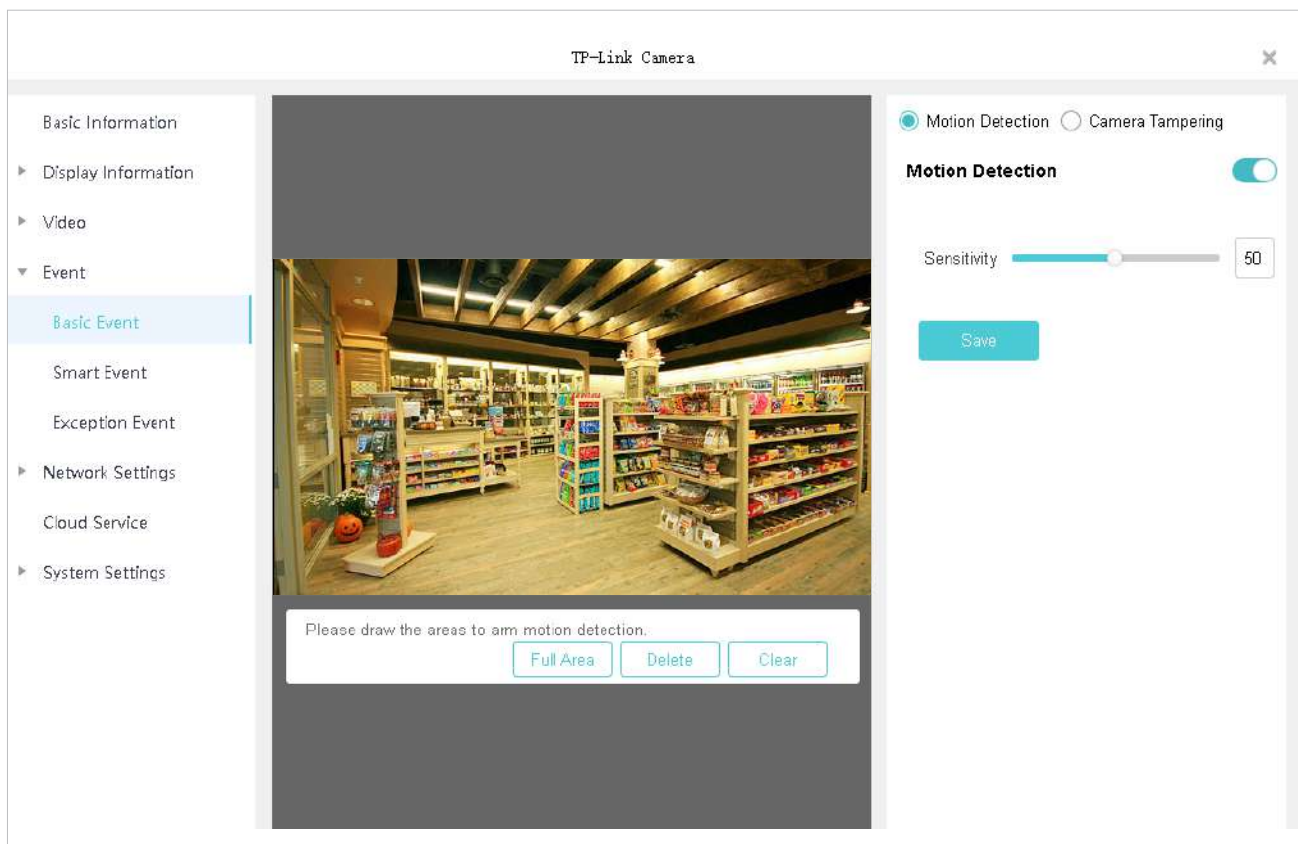 TP-Link Camera
Basic Information
Display Information
Video
Event
Basic Event
Smart Event
Exception Event
Network Settings
Cloud Service
System Settings
Please draw the areas to arm motion detection.
Full Area Delete Clear
Motion Detection Camera Tampering
Motion Detection
Sensitivity 50
Save